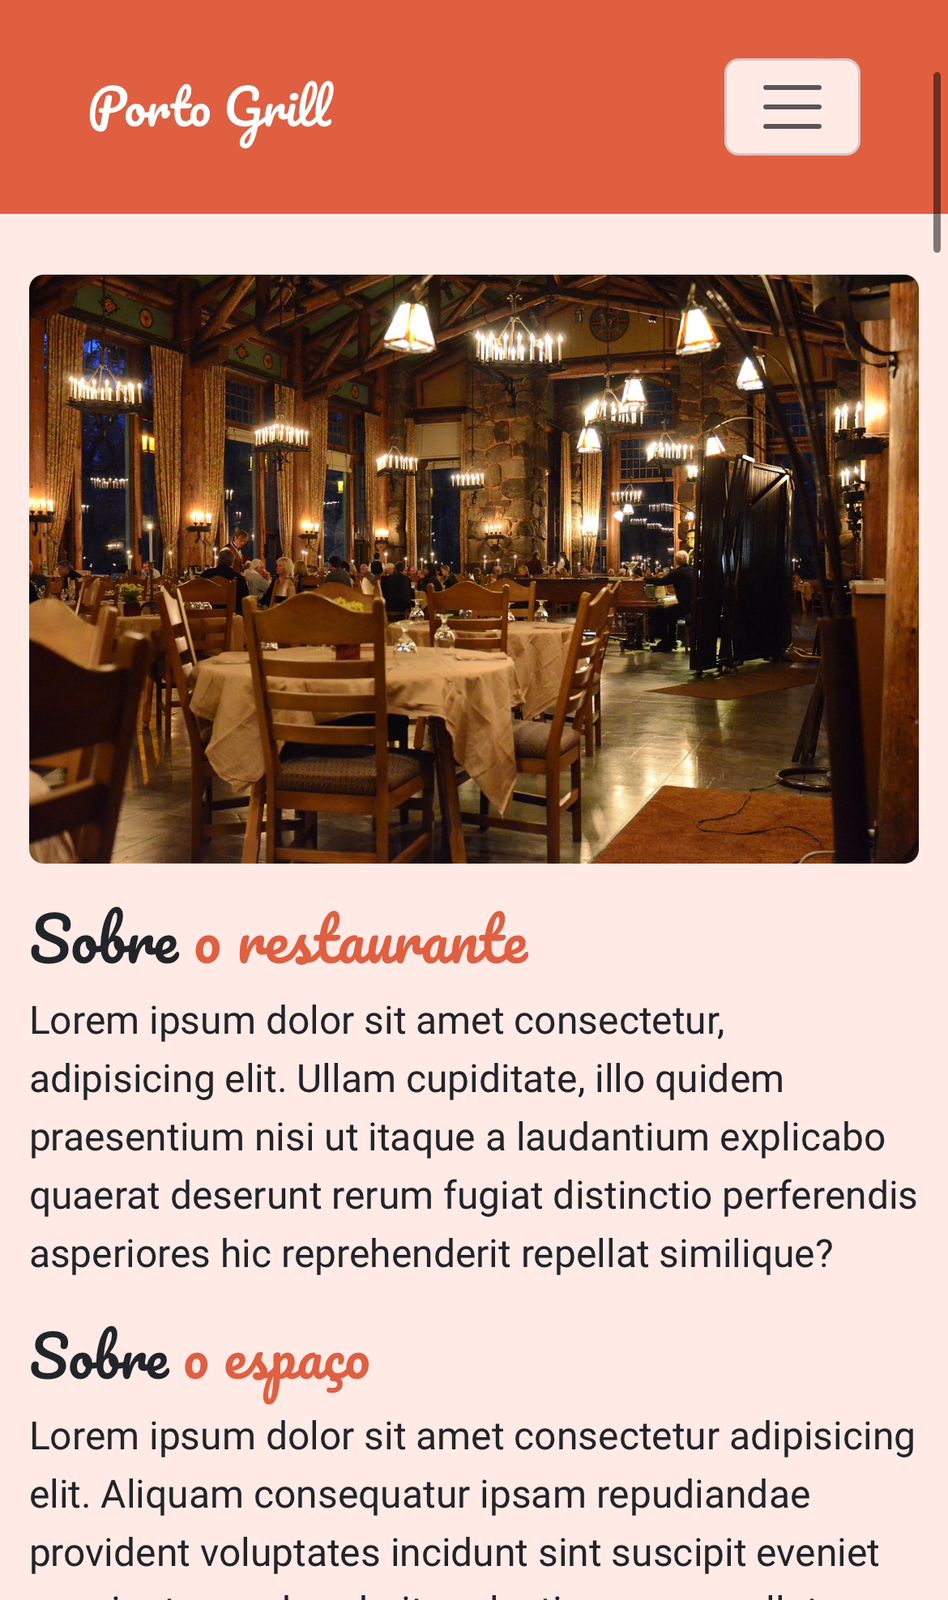 Porto Grill
Sobre o restaurante
Lorem ipsum dolor sit amet consectetur,
adipisicing elit. Ullam cupiditate, illo quidem
praesentium nisi ut itaque a laudantium explicabo
quaerat deserunt rerum fugiat distinctio perferendis
asperiores hic reprehenderit repellat similique?
Sobre o espaço
Lorem ipsum dolor sit amet consectetur adipisicing
elit. Aliquam consequatur ipsam repudiandae
provident voluptates incidunt sint suscipit eveniet